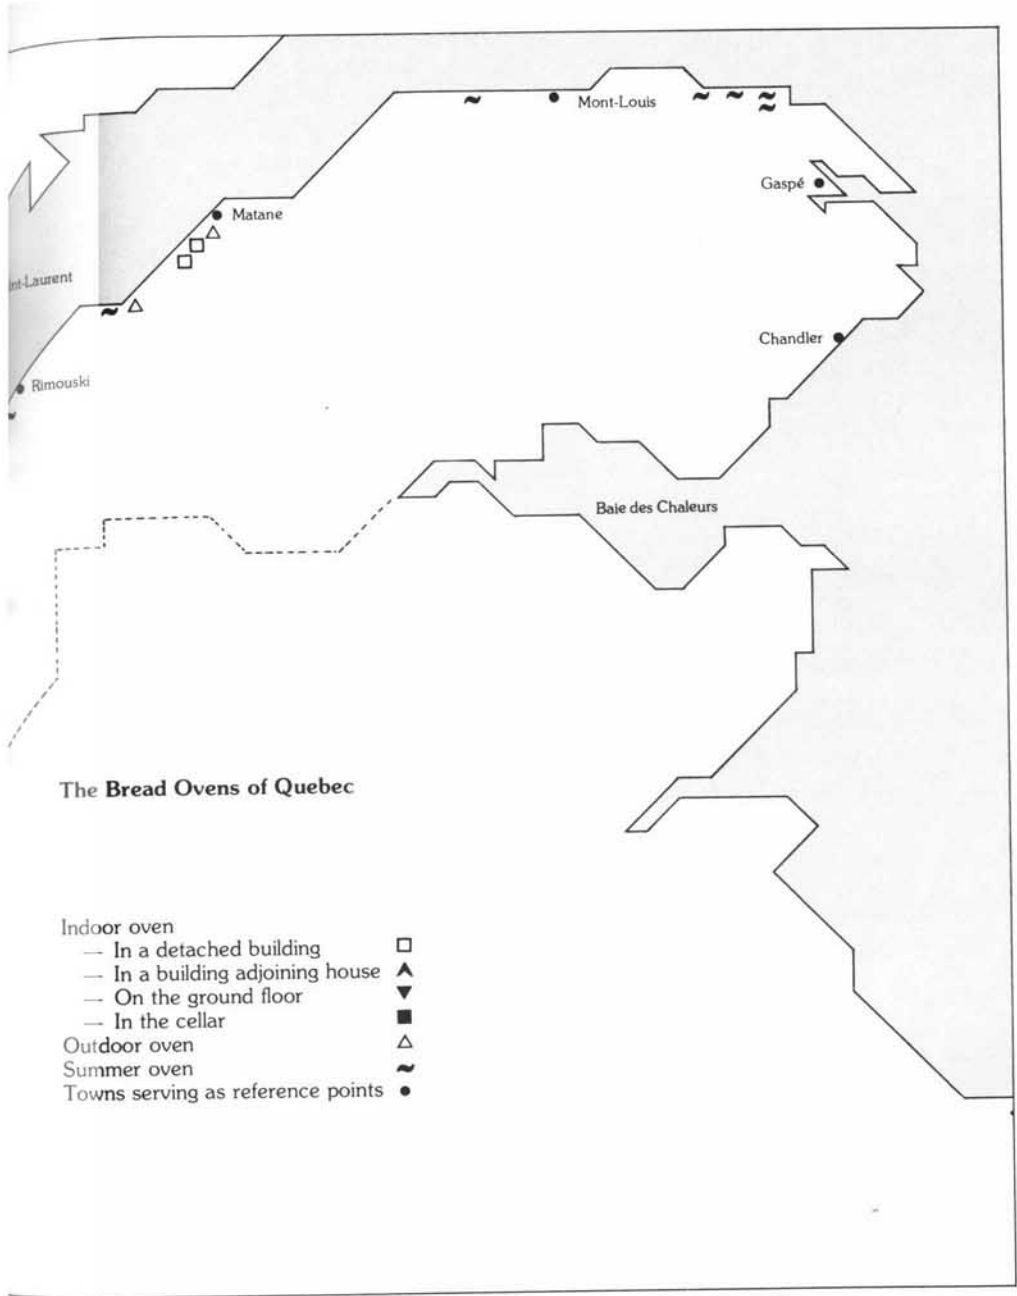 Mont-Louis
Gaspé
Matane
int-Laurent
Chandler
Rimouski
Baie des Chaleurs
The Bread Ovens of Quebec
Indoor oven
— In a detached building
— In a building adjoining house
— On the ground floor
— In the cellar
Outdoor oven
Summer oven
Towns serving as reference points